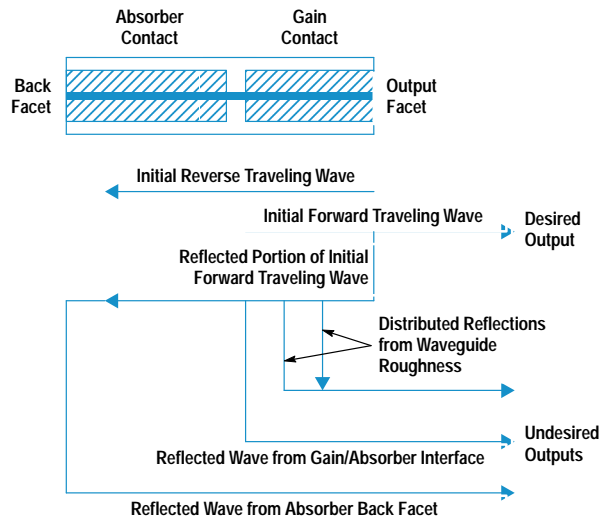 Absorber
Contact
Gain
Contact
Back
Facet
Output
Facet
Initial Reverse Traveling Wave
Initial Forward Traveling Wave
Desired
Output
Reflected Portion of Initial
Forward Traveling Wave
Distributed Reflections
from Waveguide
Roughness
Undesired
Outputs
Reflected Wave from Gain/Absorber Interface
Reflected Wave from Absorber Back Facet